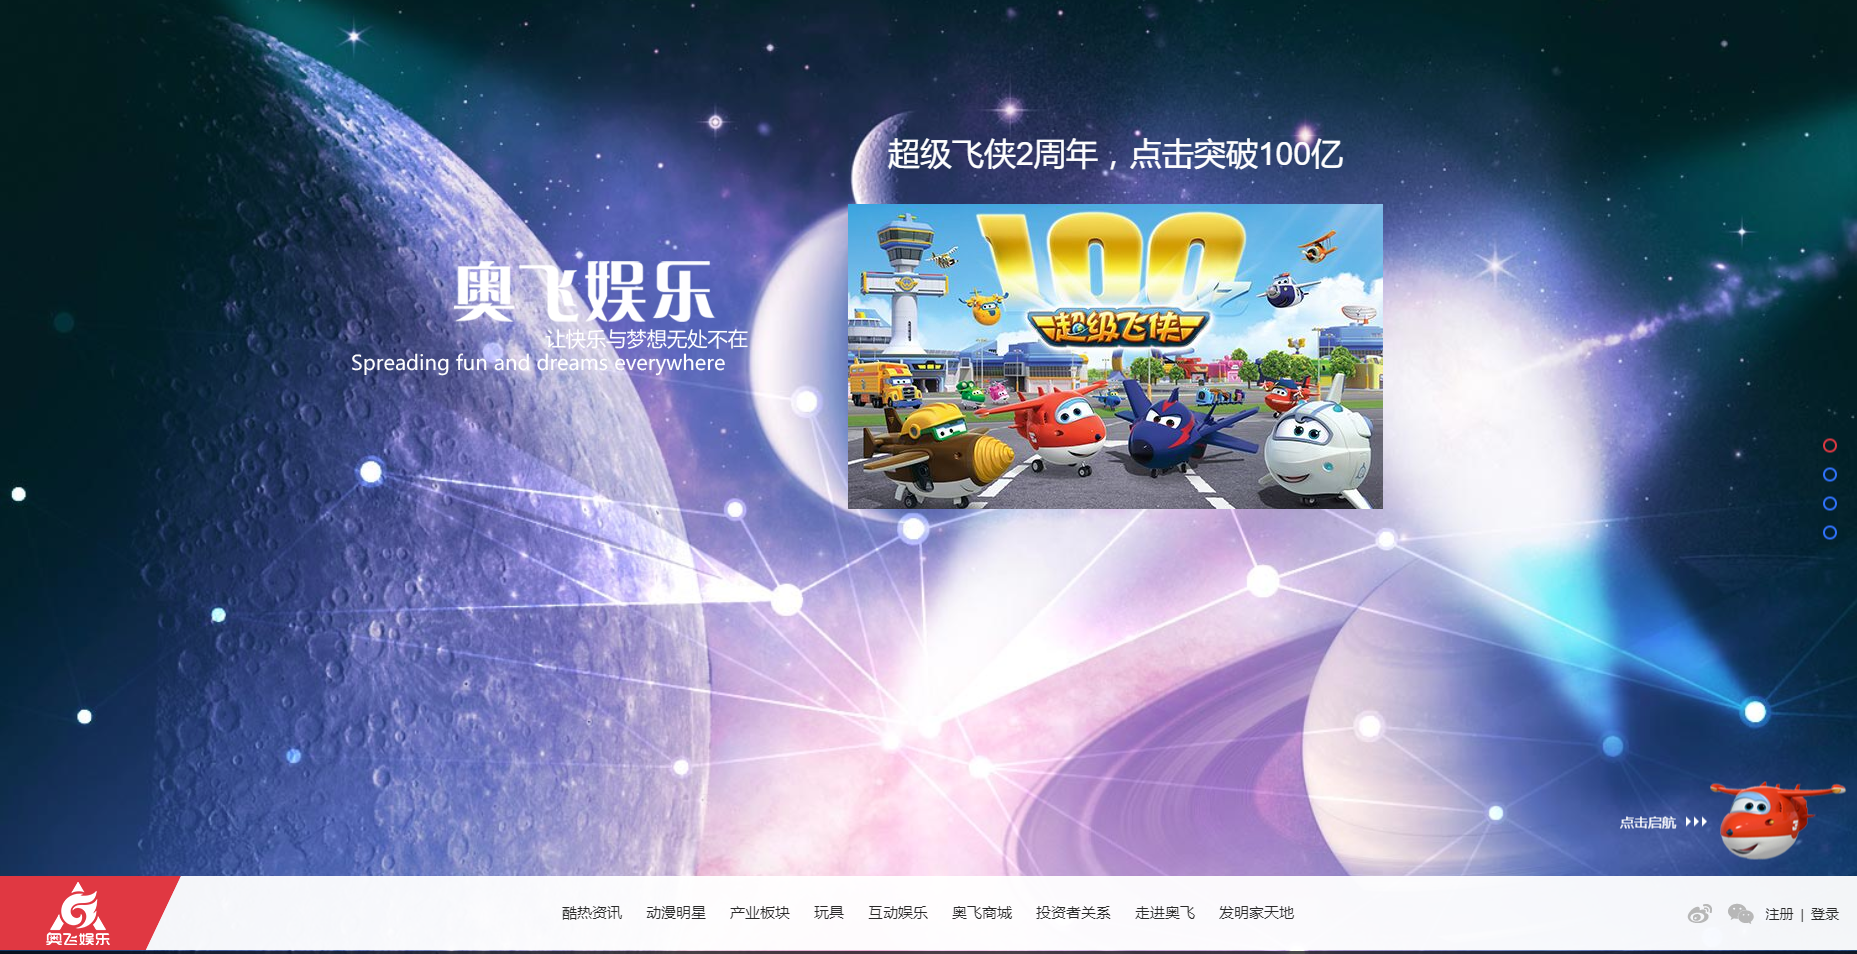 超级飞侠2周年，点击突破100亿
100亿
超级飞侠
奥飞娱乐
让快乐与梦想无处不在
Spreading fun and dreams everywhere
点击启航
奥飞娱乐
酷热资讯 动漫明星 产业板块 玩具 互动娱乐 奥飞商城 投资者关系 走进奥飞 发明家天地
注册 | 登录